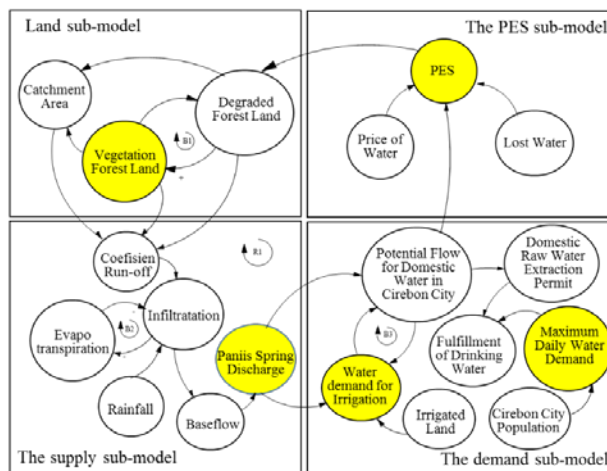 Land sub-model
Catchment
Area
Degraded
Forest Land
B1
Vegetation
Forest Land
The PES sub-model
PES
Price of
Water
Lost Water
Coefisien
Run-off
R1
Infiltratation
Evapo
transpiration
B2
Paniis Spring
Discharge
Rainfall
Baseflow
The supply sub-model
Potential Flow
for Domestic
Water in
Cirebon City
Domestic
Raw Water
Extraction
Permit
B3
Fulfillment
of Drinking
Water
Maximum
Daily Water
Demand
Water
demand for
Irrigation
Irrigated
Land
Cirebon City
Population
The demand sub-model